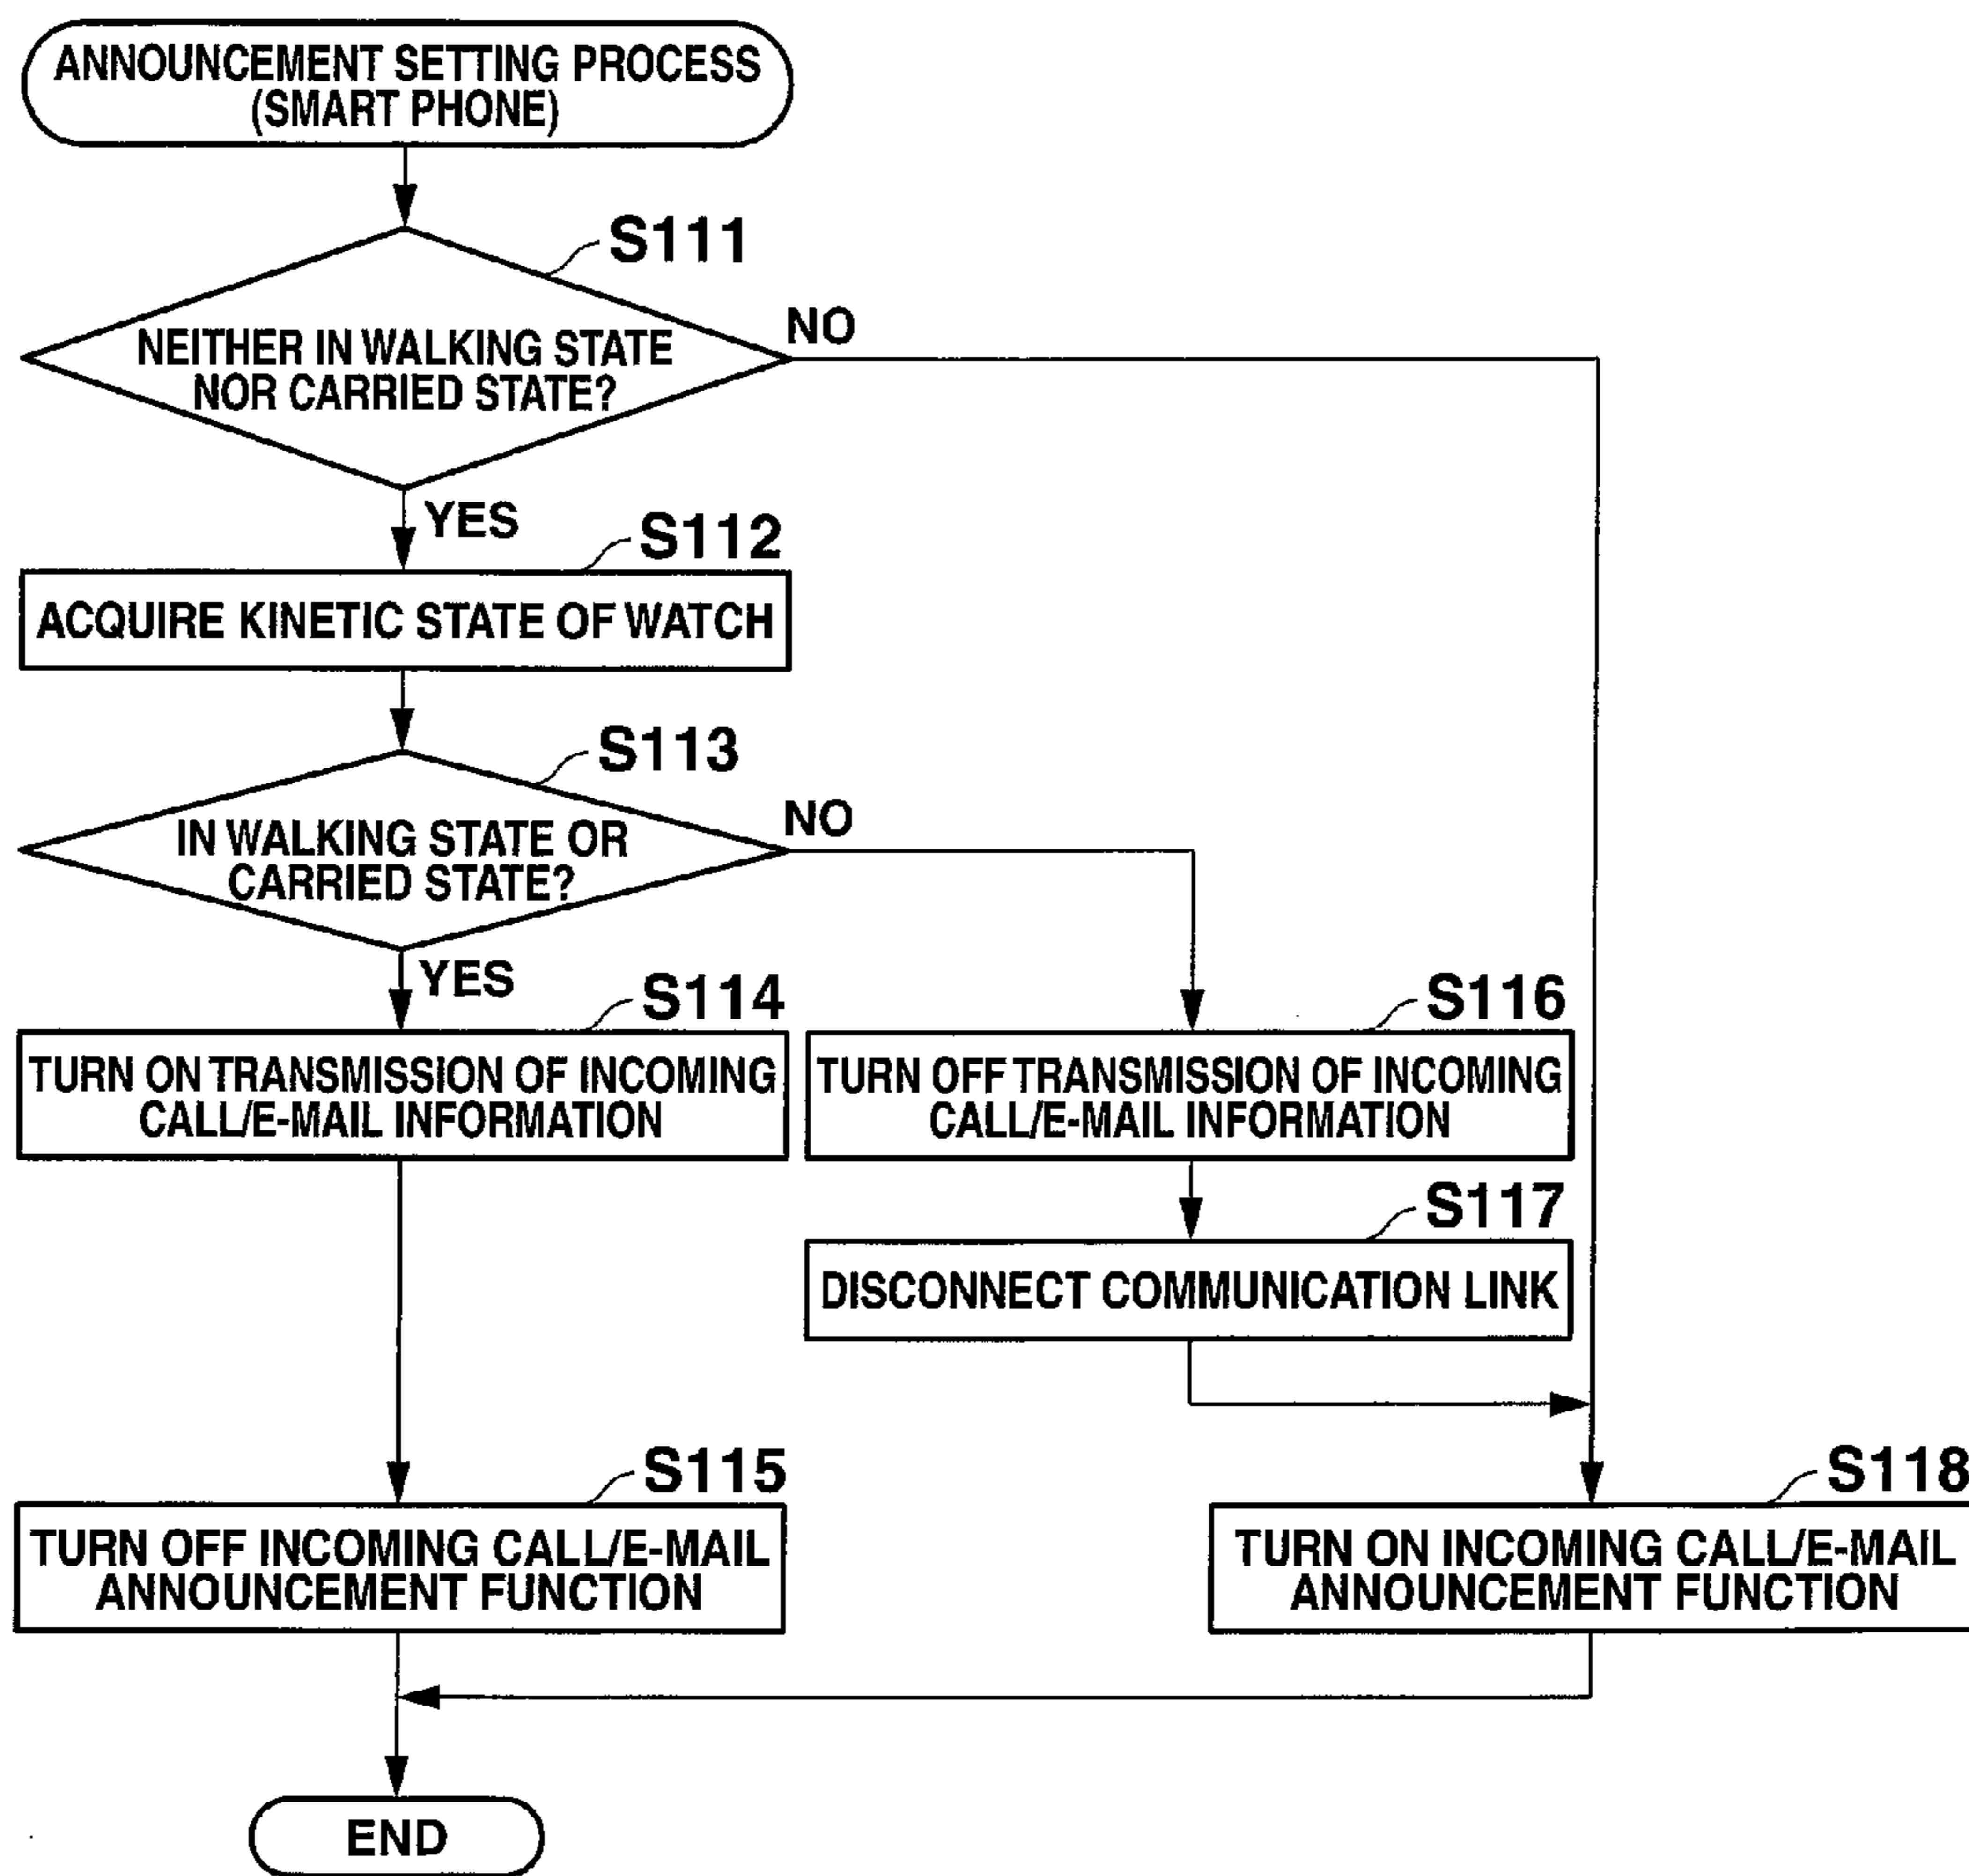 ANNOUNCEMENT SETTING PROCESS
(SMART PHONE)
S111
NEITHER IN WALKING STATE
NOR CARRIED STATE?
NO
YES
S112
ACQUIRE KINETIC STATE OF WATCH
S113
IN WALKING STATE OR
CARRIED STATE?
NO
YES
S114
TURN ON TRANSMISSION OF INCOMING
CALL/E-MAIL INFORMATION
S116
TURN OFF TRANSMISSION OF INCOMING
CALL/E-MAIL INFORMATION
S117
DISCONNECT COMMUNICATION LINK
S115
TURN OFF INCOMING CALL/E-MAIL
ANNOUNCEMENT FUNCTION
S118
TURN ON INCOMING CALL/E-MAIL
ANNOUNCEMENT FUNCTION
END